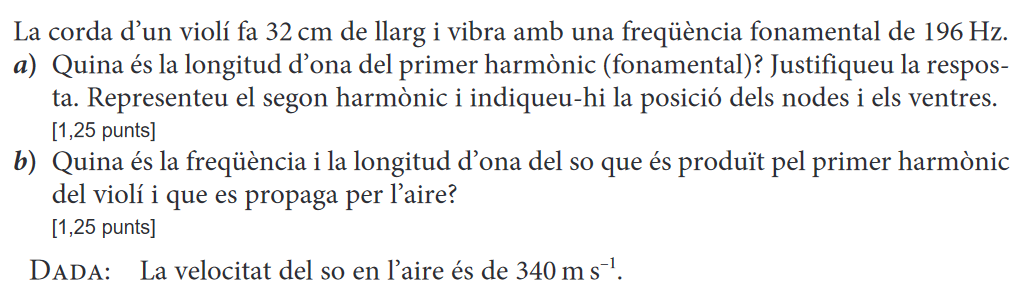 La corda d’un violí fa 32 cm de llarg i vibra amb una freqüència fonamental de 196 Hz.
a) Quina és la longitud d’ona del primer harmònic (fonamental)? Justifiqueu la respos-
ta. Representeu el segon harmònic i indiqueu-hi la posició dels nodes i els ventres.
[1,25 punts]
b) Quina és la freqüència i la longitud d’ona del so que és produït pel primer harmònic
del violí i que es propaga per l’aire?
[1,25 punts]
DADA: La velocitat del so en l’aire és de 340 m s⁻¹.